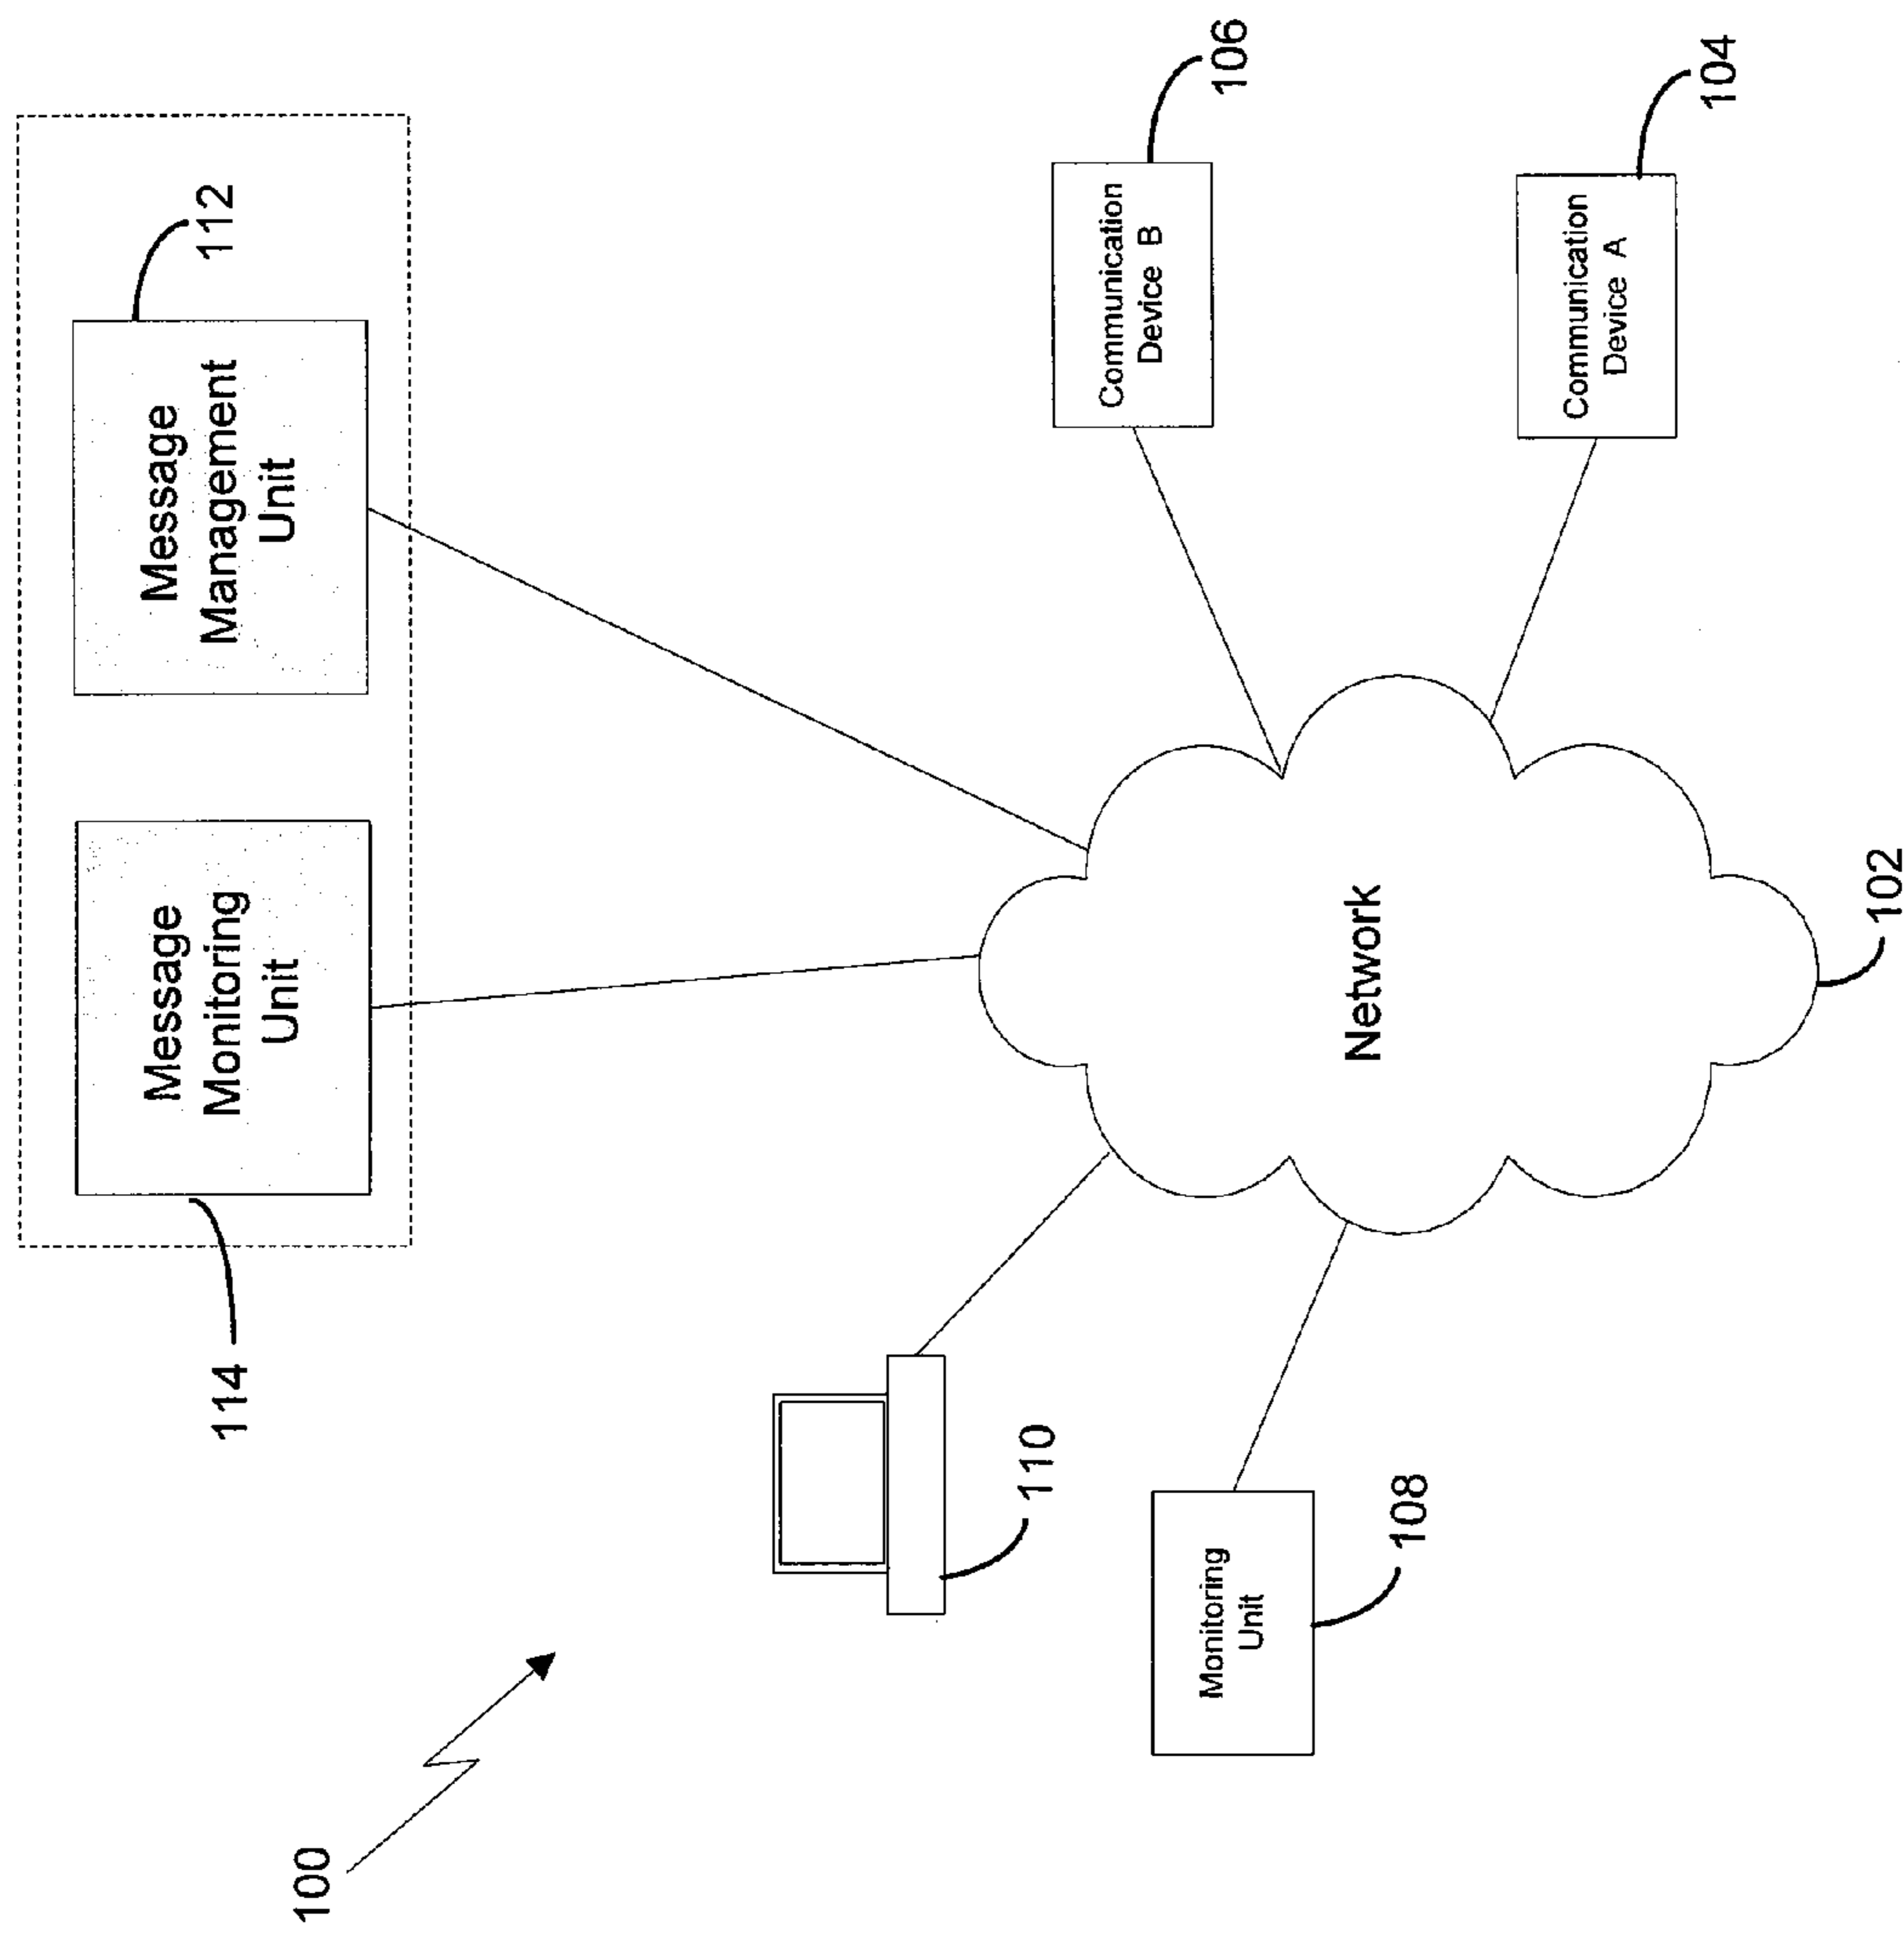 100
114
Message
Monitoring
Unit
Message
Management
Unit
112
110
Monitoring
Unit
108
Network
102
Communication
Device B
106
Communication
Device A
104